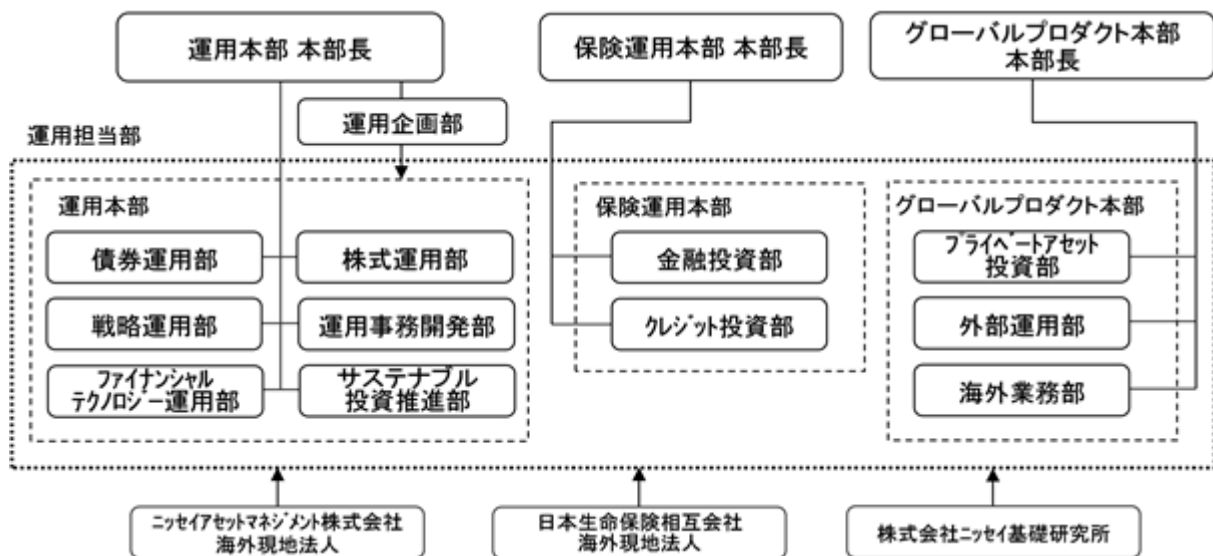 運用本部 本部長
保険運用本部 本部長
グローバルプロダクト本部
本部長
運用企画部
運用担当部
運用本部
債券運用部
株式運用部
戦略運用部
運用事務開発部
ファイナンシャル
テクノロジー運用部
サステナブル
投資推進部
保険運用本部
金融投資部
クレジット投資部
グローバルプロダクト本部
プライベートアセット
投資部
外部運用部
海外業務部
ニッセイアセットマネジメント株式会社
海外現地法人
日本生命保険相互会社
海外現地法人
株式会社ニッセイ基礎研究所